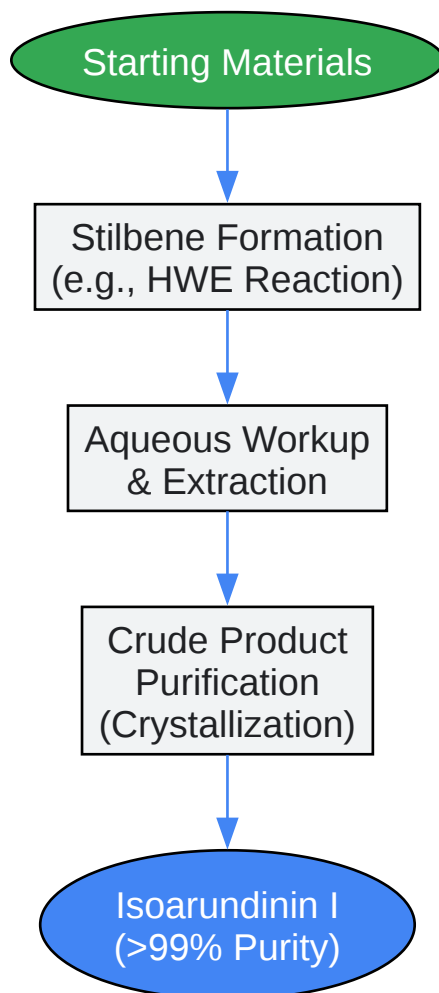 Starting Materials
Stilbene Formation
(e.g., HWE Reaction)
Aqueous Workup
& Extraction
Crude Product
Purification
(Crystallization)
Isoarundinin I
(>99% Purity)